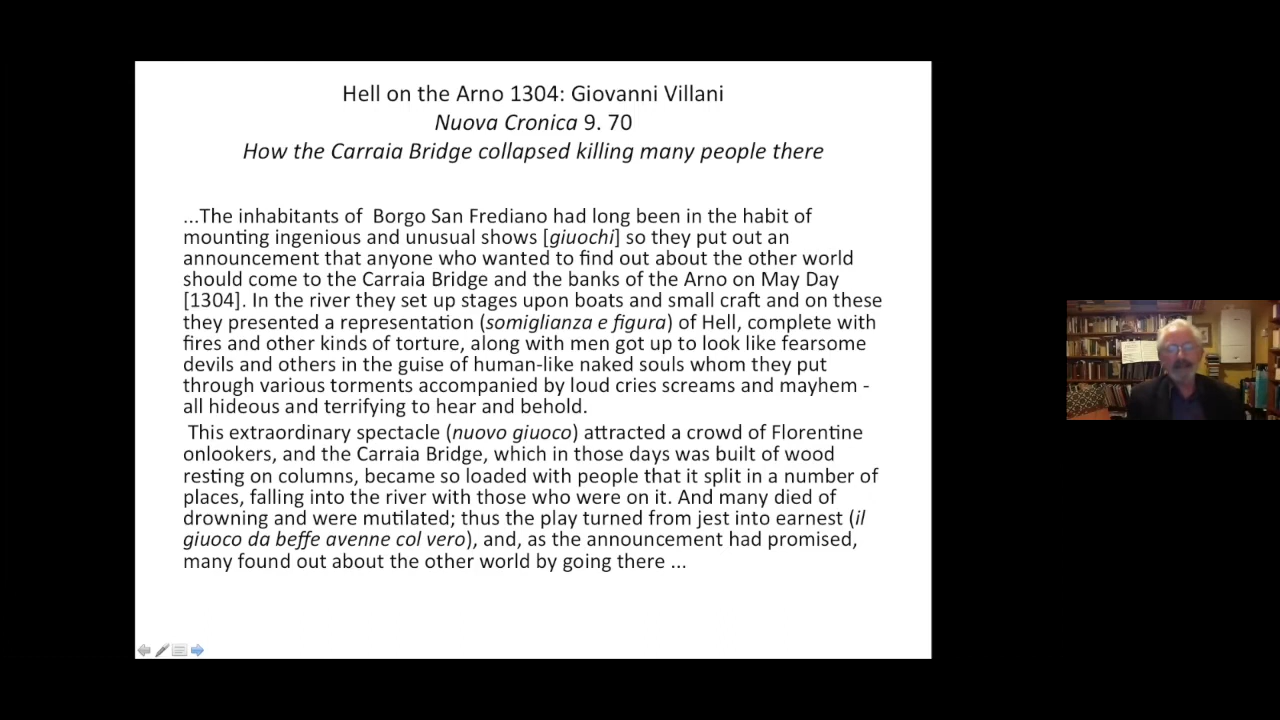 Hell on the Arno 1304: Giovanni Villani
Nuova Cronica 9. 70
How the Carraia Bridge collapsed killing many people there
...The inhabitants of  Borgo San Frediano had long been in the habit of
mounting ingenious and unusual shows [giuochi] so they put out an
announcement that anyone who wanted to find out about the other world
should come to the Carraia Bridge and the banks of the Arno on May Day
[1304]. In the river they set up stages upon boats and small craft and on these
they presented a representation (somiglianza e figura) of Hell, complete with
fires and other kinds of torture, along with men got up to look like fearsome
devils and others in the guise of human-like naked souls whom they put
through various torments accompanied by loud cries screams and mayhem -
all hideous and terrifying to hear and behold.
This extraordinary spectacle (nuovo giuoco) attracted a crowd of Florentine
onlookers, and the Carraia Bridge, which in those days was built of wood
resting on columns, became so loaded with people that it split in a number of
places, falling into the river with those who were on it. And many died of
drowning and were mutilated; thus the play turned from jest into earnest (il
giuoco da beffe avenne col vero), and, as the announcement had promised,
many found out about the other world by going there ...